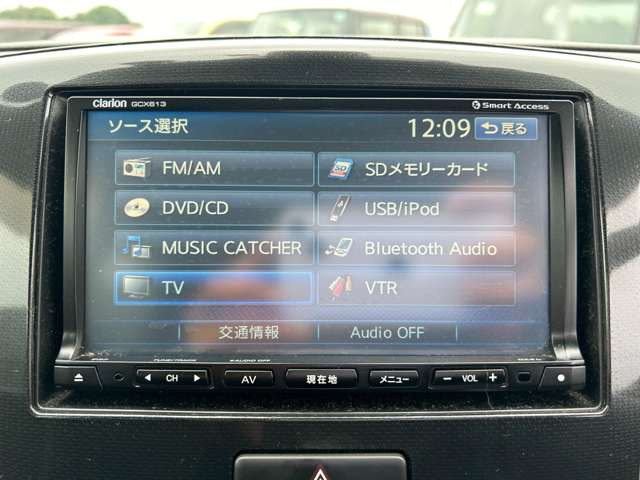 Clarion GCX613 Smart Access
ソース選択 12:09 戻る
FM/AM SDメモリーカード
DVD/CD USB/iPod
MUSIC CATCHER Bluetooth Audio
TV VTR
交通情報 Audio OFF
CH AV 現在地 メニュー − VOL +